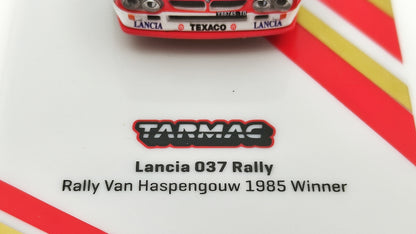 LANCIA TEXACO LANCIA
TARMAC
Lancia 037 Rally
Rally Van Haspengouw 1985 Winner